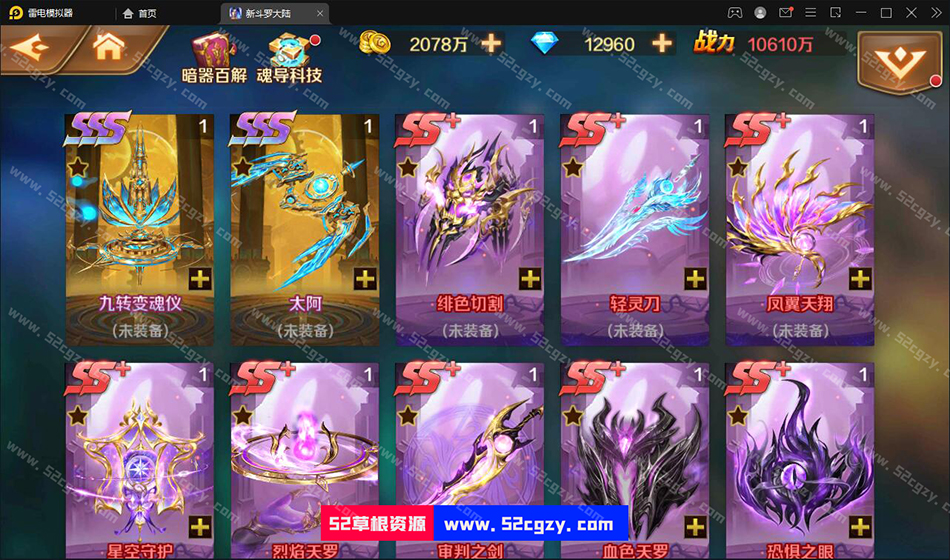 雷电模拟器
首页
新斗罗大陆
暗器百解
魂导科技
2078万
12960
战力 10610万
SSS 1
九转变魂仪
(未装备)
SSS 1
太阿
(未装备)
SS+ 1
绯色切割
(未装备)
SS+ 1
轻灵刀
(未装备)
SS+ 1
凤翼天翔
(未装备)
SS+ 1
星空守护
SS+ 1
烈焰天罗
SS+ 1
审判之剑
SS+ 1
血色天罗
SS+ 1
恐惧之眼
52草根资源 www.52cgzy.com
www.52cgzy.com